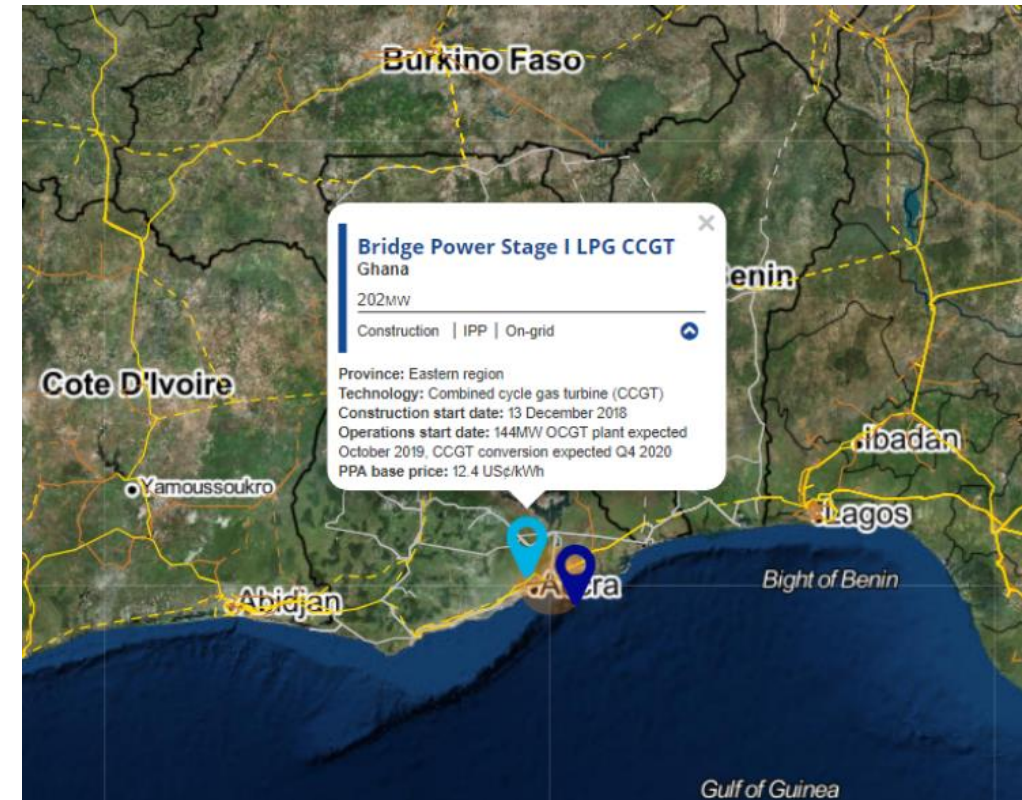 Burkino Faso
×
Bridge Power Stage I LPG CCGT
Ghana
202MW
Construction | IPP | On-grid
Province: Eastern region
Technology: Combined cycle gas turbine (CCGT)
Construction start date: 13 December 2018
Operations start date: 144MW OCGT plant expected
October 2019, CCGT conversion expected Q4 2020
PPA base price: 12.4 US¢/kWh
enin
Cote D'Ivoire
Ibadan
Yamoussoukro
Lagos
Abidjan
Bight of Benin
Gulf of Guinea